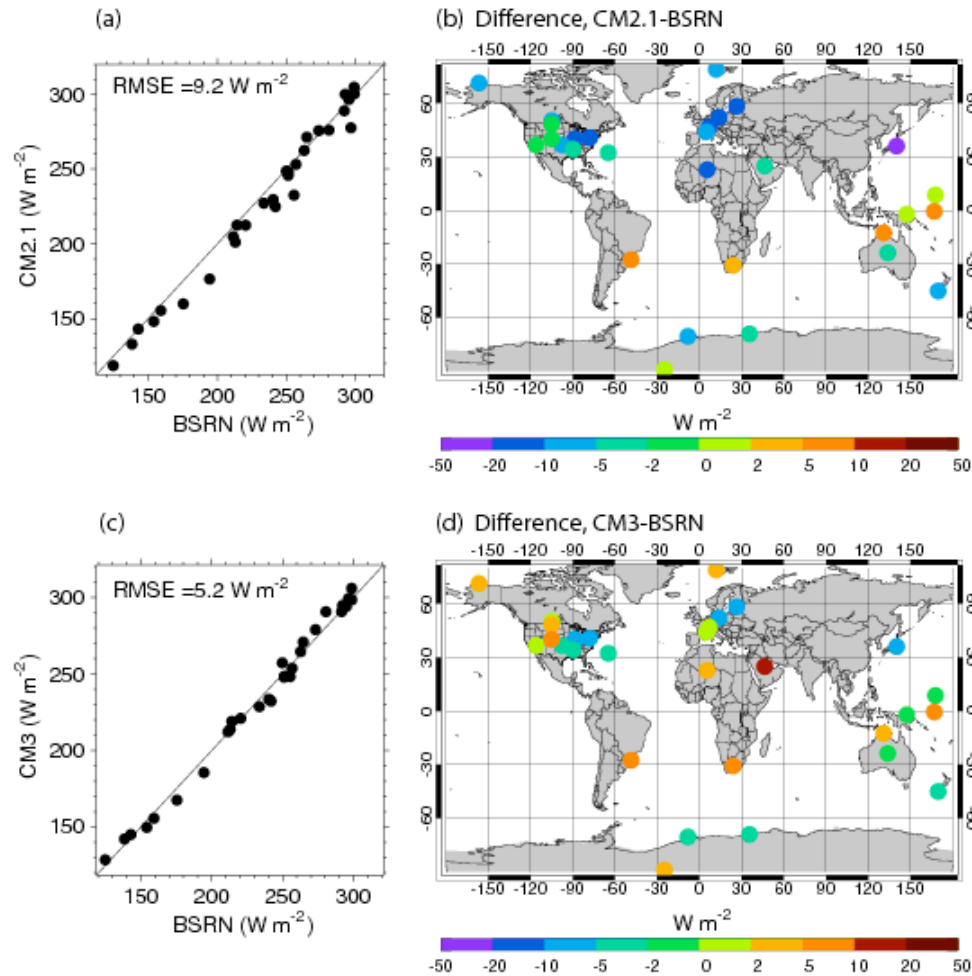 (a)
RMSE =9.2 W m⁻²
CM2.1 (W m⁻²)
300
250
200
150
150 200 250 300
BSRN (W m⁻²)
(b) Difference, CM2.1-BSRN
-150 -120 -90 -60 -30 0 30 60 90 120 150
60
30
0
-30
-60
-150 -120 -90 -60 -30 0 30 60 90 120 150
W m⁻²
-50 -20 -10 -5 -2 0 2 5 10 20 50
(c)
RMSE =5.2 W m⁻²
CM3 (W m⁻²)
300
250
200
150
150 200 250 300
BSRN (W m⁻²)
(d) Difference, CM3-BSRN
-150 -120 -90 -60 -30 0 30 60 90 120 150
60
30
0
-30
-60
-150 -120 -90 -60 -30 0 30 60 90 120 150
W m⁻²
-50 -20 -10 -5 -2 0 2 5 10 20 50